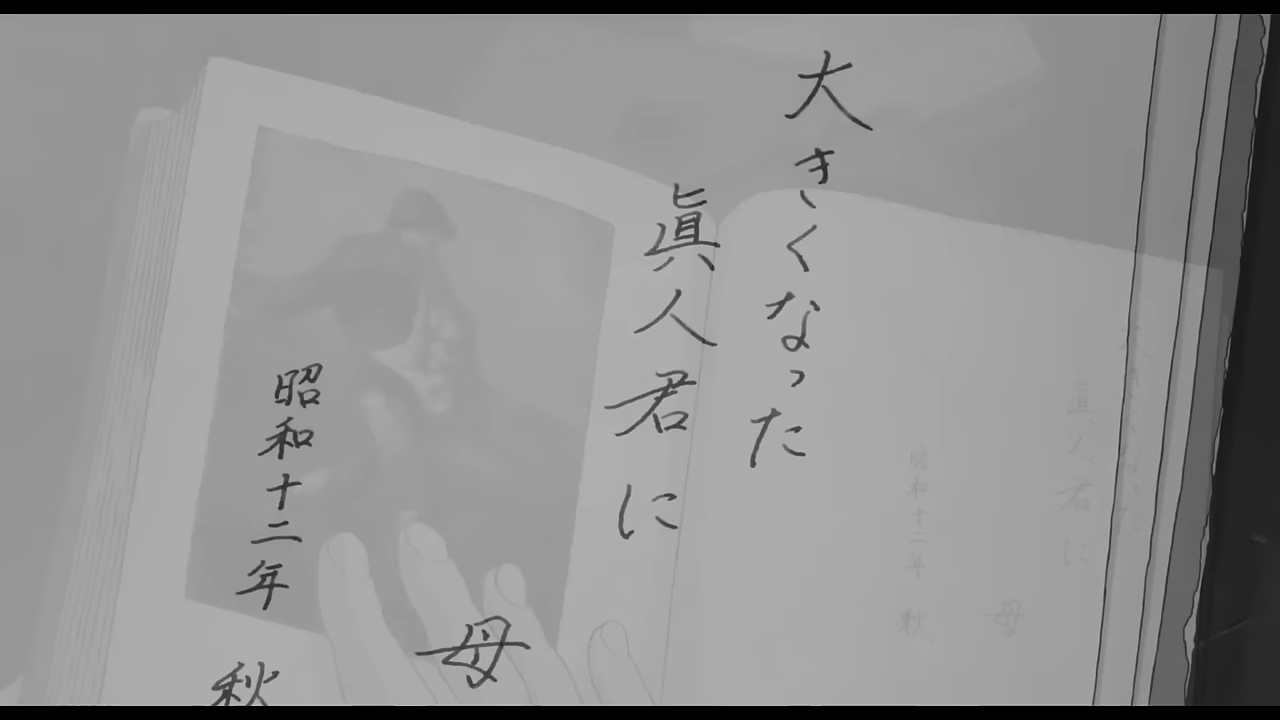 大きくなった
眞人君に
母
昭和十二年
秋